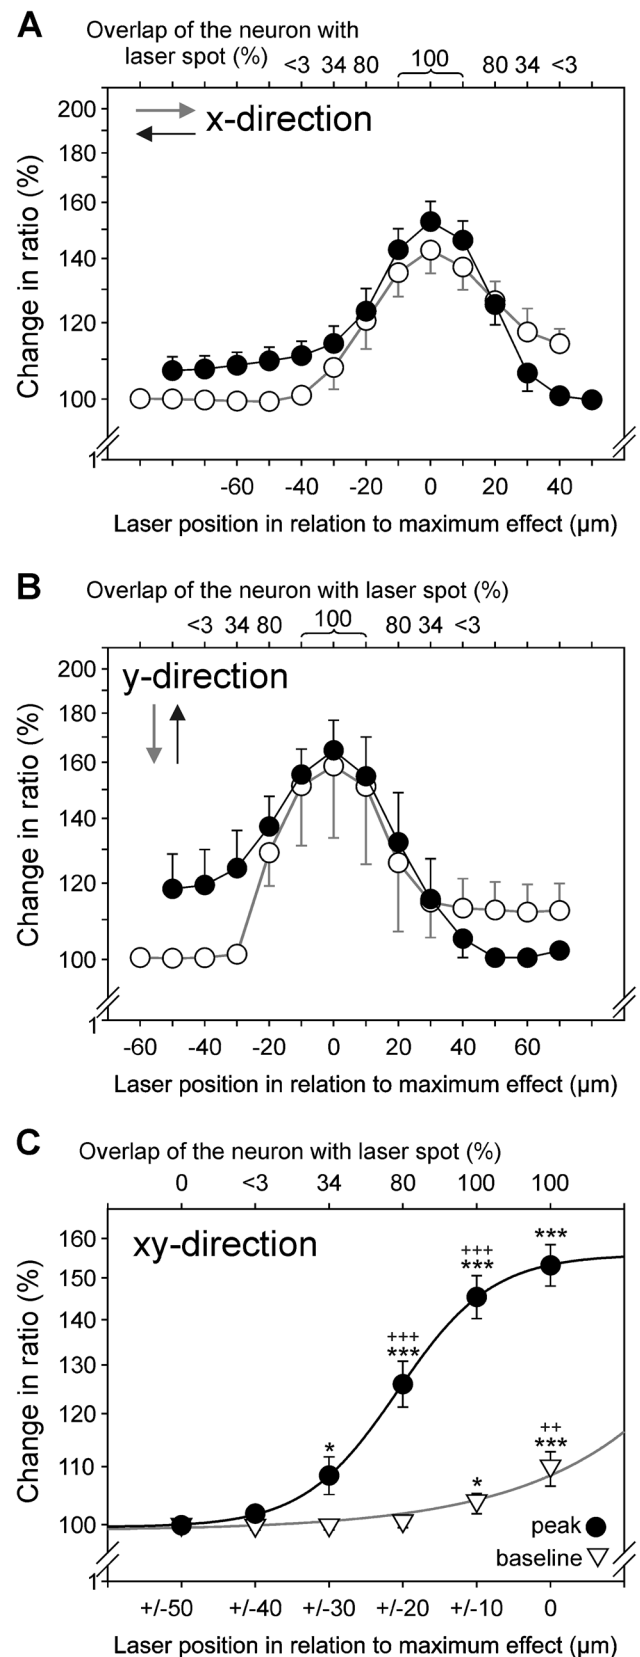 A
Overlap of the neuron with
laser spot (%) <3 34 80 100 80 34 <3
x-direction
Change in ratio (%)
200
180
160
140
120
100
1
-60 -40 -20 0 20 40
Laser position in relation to maximum effect (µm)
B
Overlap of the neuron with laser spot (%)
<3 34 80 100 80 34 <3
y-direction
Change in ratio (%)
200
180
160
140
120
100
1
-60 -40 -20 0 20 40 60
Laser position in relation to maximum effect (µm)
C
Overlap of the neuron with laser spot (%)
0 <3 34 80 100 100
xy-direction
Change in ratio (%)
160
150
140
130
120
110
100
1
***
+++
***
+++
***
*
++
***
*
peak
baseline
+/-50 +/-40 +/-30 +/-20 +/-10 0
Laser position in relation to maximum effect (µm)